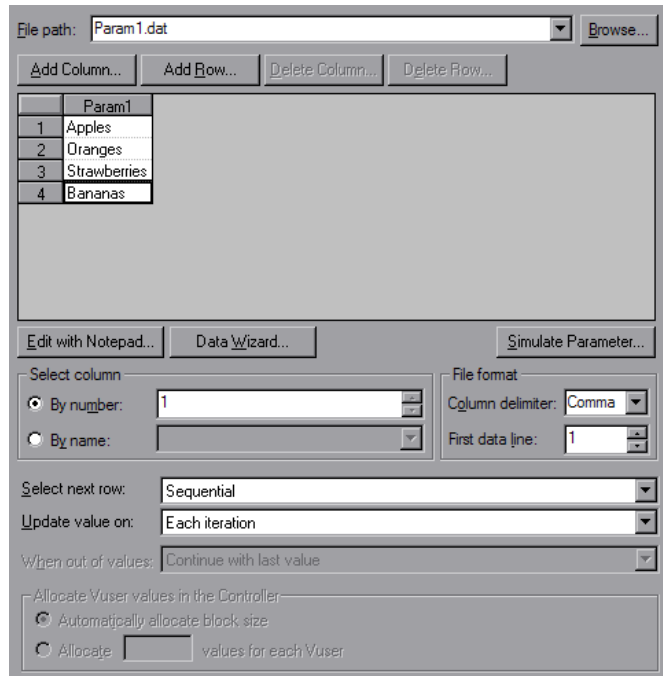 File path: Param1.dat Browse...
Add Column... Add Row... Delete Column... Delete Row...
Param1
1 Apples
2 Oranges
3 Strawberries
4 Bananas
Edit with Notepad... Data Wizard... Simulate Parameter...
Select column File format
By number: 1 Column delimiter: Comma
By name: First data line: 1
Select next row: Sequential
Update value on: Each iteration
When out of values: Continue with last value
Allocate Vuser values in the Controller
Automatically allocate block size
Allocate values for each Vuser